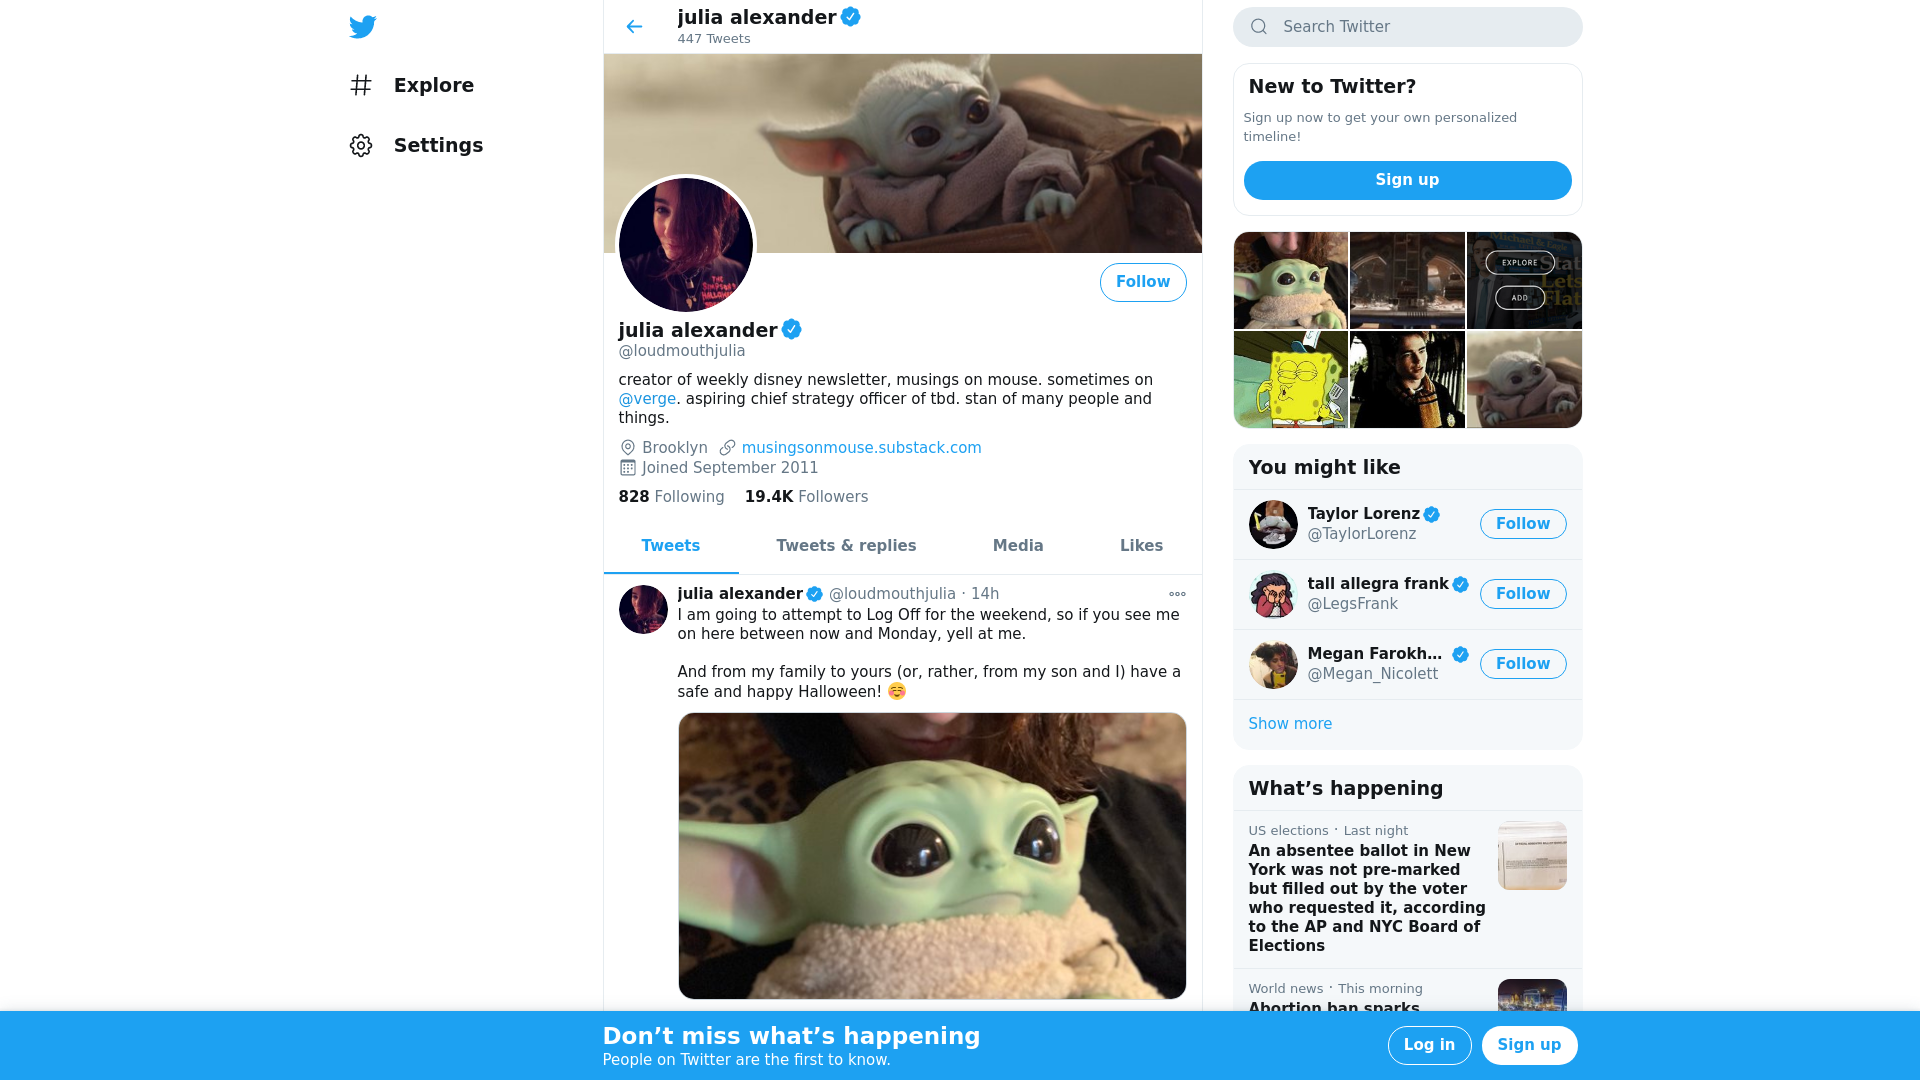 julia alexander
447 Tweets
Explore
Settings
Follow
julia alexander
@loudmouthjulia
creator of weekly disney newsletter, musings on mouse. sometimes on
@verge. aspiring chief strategy officer of tbd. stan of many people and
things.
Brooklyn musingsonmouse.substack.com
Joined September 2011
828 Following 19.4K Followers
Tweets Tweets & replies Media Likes
julia alexander @loudmouthjulia · 14h
I am going to attempt to Log Off for the weekend, so if you see me
on here between now and Monday, yell at me.
And from my family to yours (or, rather, from my son and I) have a
safe and happy Halloween! 🥰
Search Twitter
New to Twitter?
Sign up now to get your own personalized
timeline!
Sign up
EXPLORE
ADD
You might like
Taylor Lorenz
@TaylorLorenz
Follow
tall allegra frank
@LegsFrank
Follow
Megan Farokh...
@Megan_Nicolett
Follow
Show more
What’s happening
US elections · Last night
An absentee ballot in New
York was not pre-marked
but filled out by the voter
who requested it, according
to the AP and NYC Board of
Elections
World news · This morning
Abortion ban sparks
Don’t miss what’s happening
People on Twitter are the first to know.
Log in
Sign up